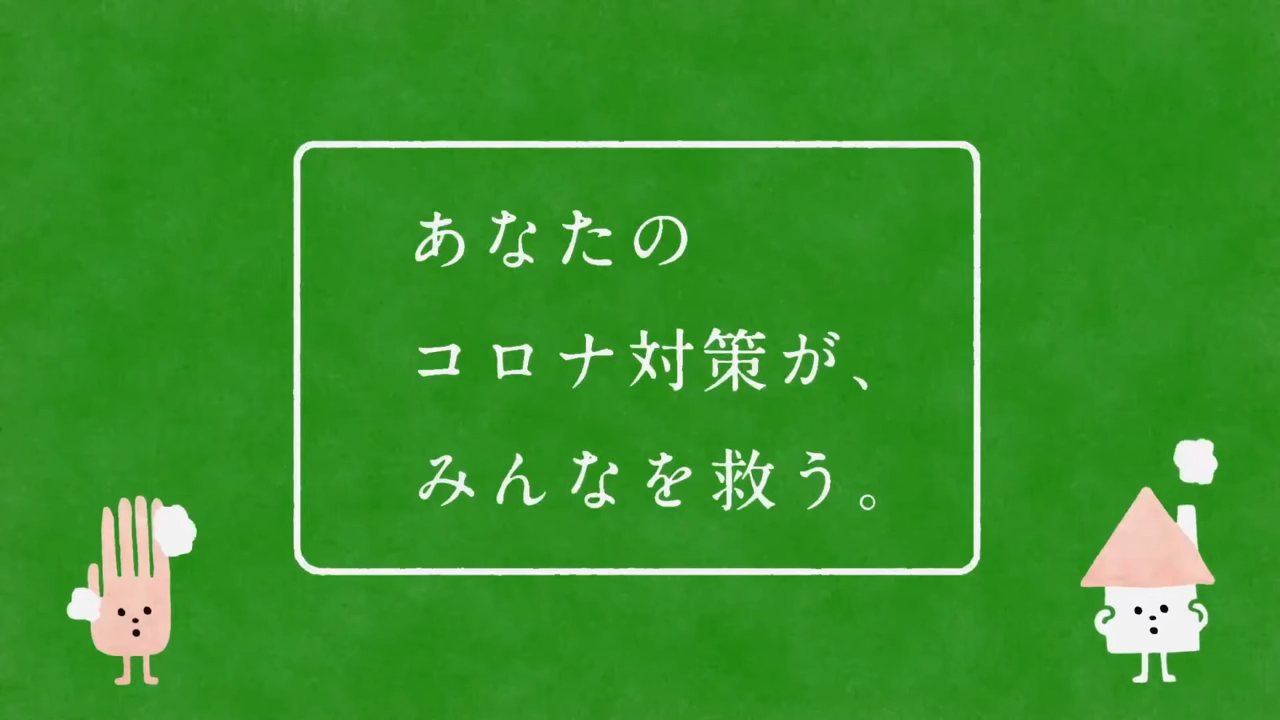 あなたの
コロナ対策が、
みんなを救う。